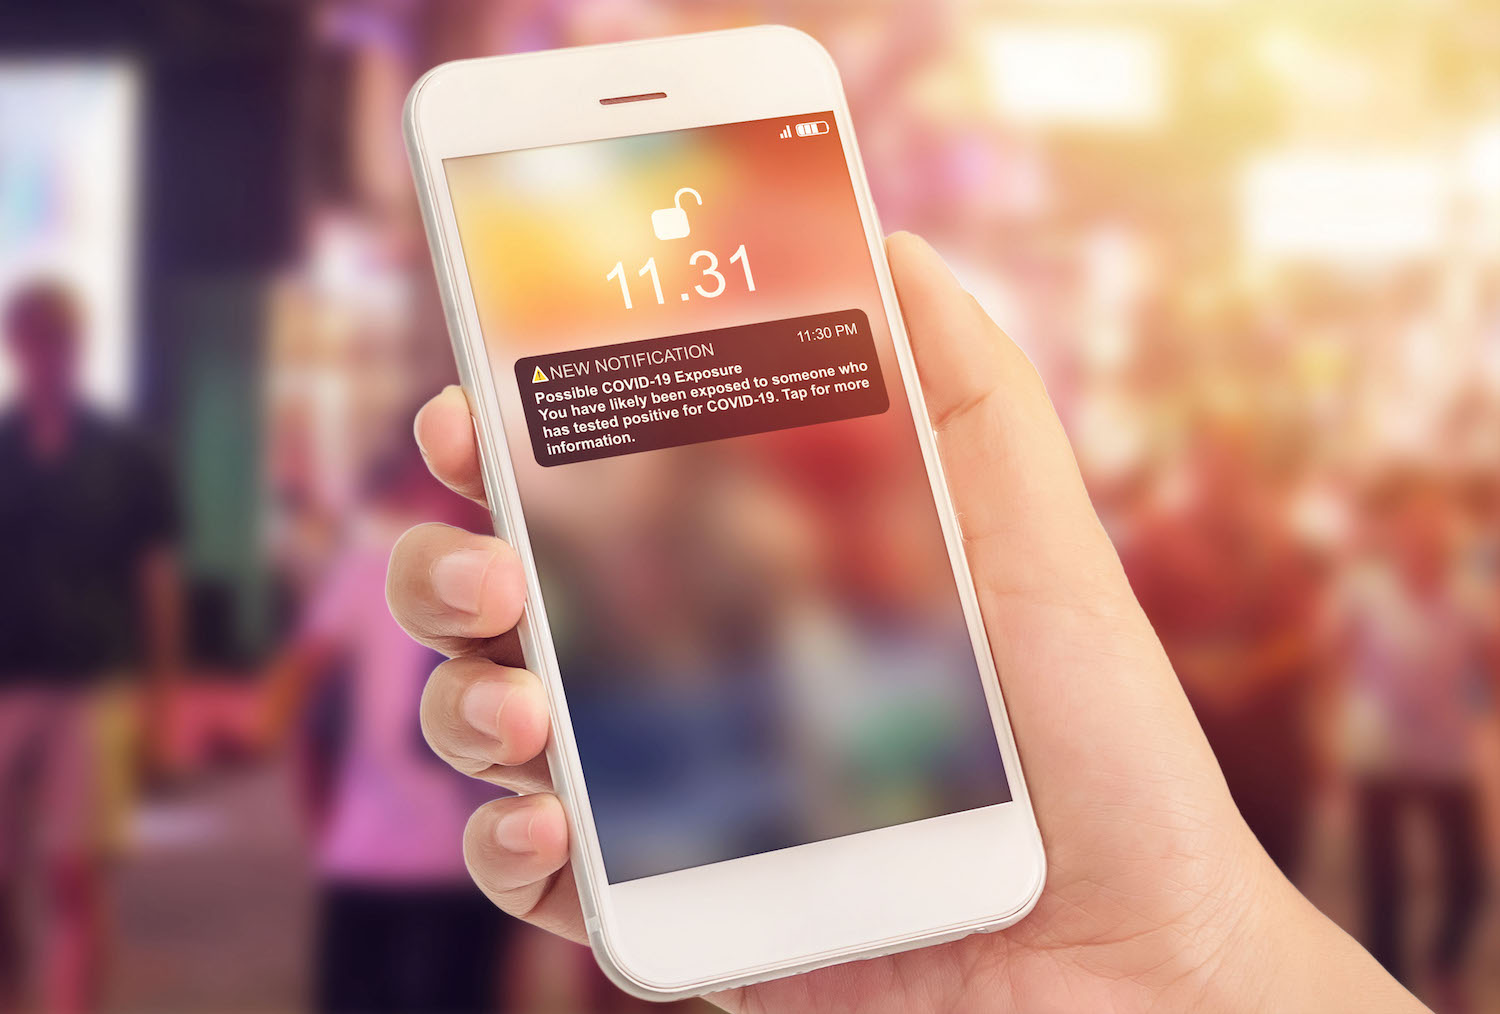 11.31
⚠NEW NOTIFICATION 11:30 PM
Possible COVID-19 Exposure
You have likely been exposed to someone who
has tested positive for COVID-19. Tap for more
information.